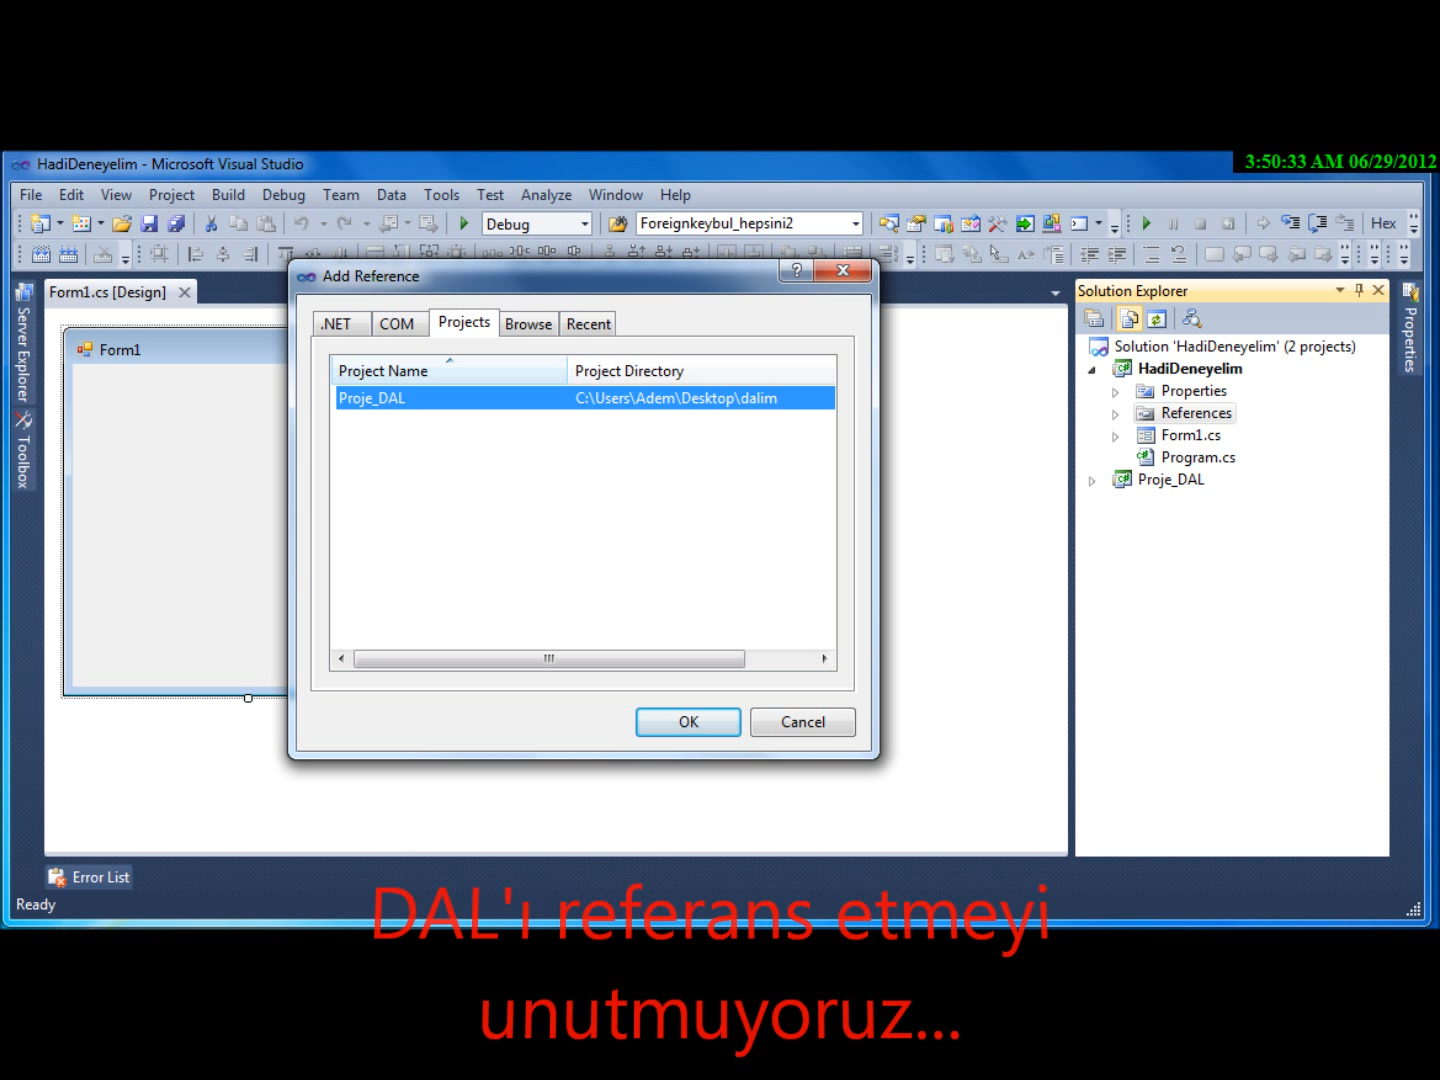 HadiDeneyelim - Microsoft Visual Studio
3:50:33 AM 06/29/2012
File Edit View Project Build Debug Team Data Tools Test Analyze Window Help
Debug Foreignkeybul_hepsini2 Hex
Add Reference
Form1.cs [Design]
Solution Explorer
Server Explorer
Toolbox
Properties
Form1
.NET COM Projects Browse Recent
Project Name Project Directory
Proje_DAL C:\Users\Adem\Desktop\dalim
OK Cancel
Solution 'HadiDeneyelim' (2 projects)
HadiDeneyelim
Properties
References
Form1.cs
Program.cs
Proje_DAL
Error List
Ready
DAL'ı referans etmeyi
unutmuyoruz...